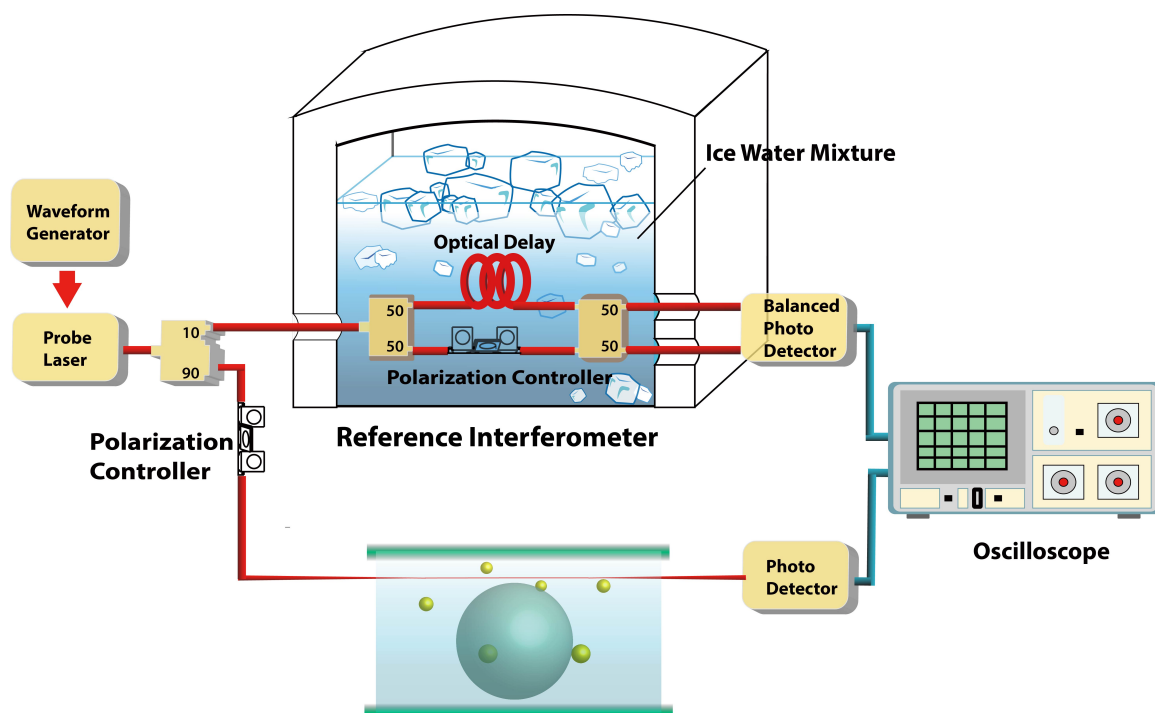 Ice Water Mixture
Waveform
Generator
Optical Delay
Probe
Laser
10
90
50
50
50
50
Balanced
Photo
Detector
Polarization Controller
Polarization
Controller
Reference Interferometer
Oscilloscope
Photo
Detector